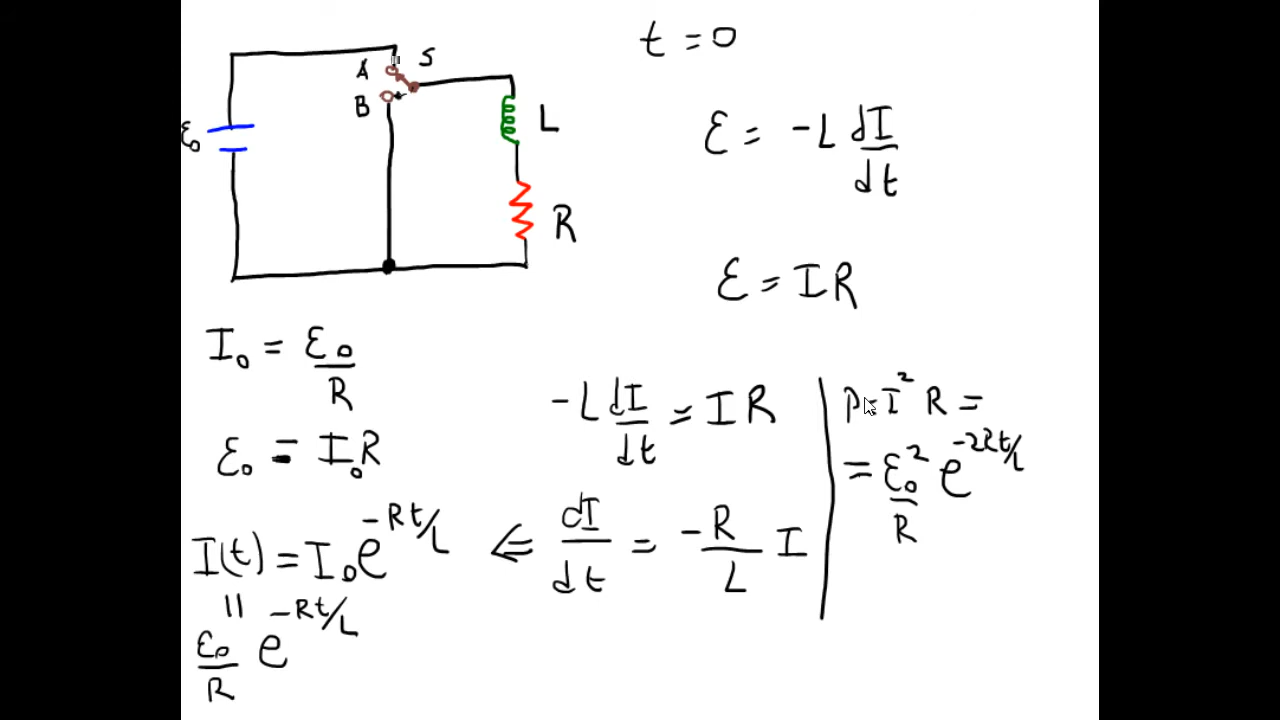 t = 0
A
S
B
ε₀
L
R
ε = -L dI/dt
ε = IR
I₀ = ε₀/R
ε₀ = I₀R
-L dI/dt = IR
P = I² R =
= ε₀²/R e^(-2Rt/L)
I(t) = I₀e^(-Rt/L) ⇐ dI/dt = -R/L I
||
ε₀/R e^(-Rt/L)